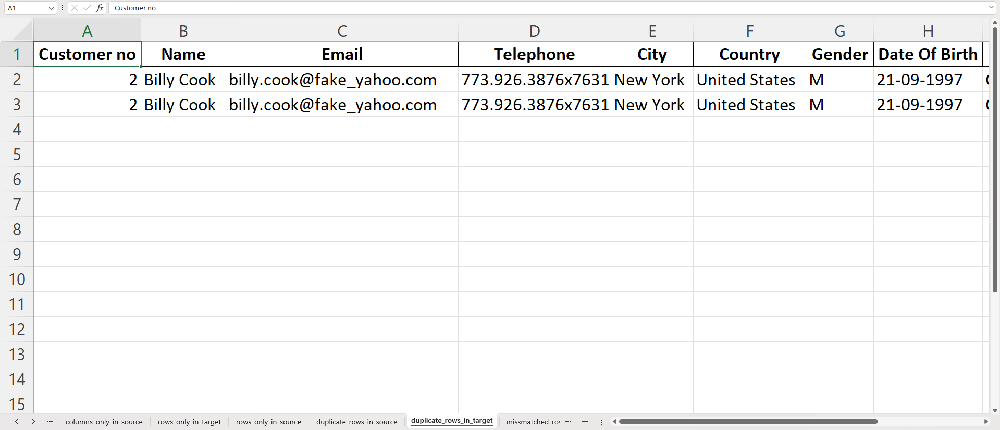 A1 fx Customer no
A B C D E F G H
1 Customer no Name Email Telephone City Country Gender Date Of Birth
2 2 Billy Cook billy.cook@fake_yahoo.com 773.926.3876x7631 New York United States M 21-09-1997
3 2 Billy Cook billy.cook@fake_yahoo.com 773.926.3876x7631 New York United States M 21-09-1997
4
5
6
7
8
9
10
11
12
13
14
15
columns_only_in_source rows_only_in_target rows_only_in_source duplicate_rows_in_source duplicate_rows_in_target missmatched_ro